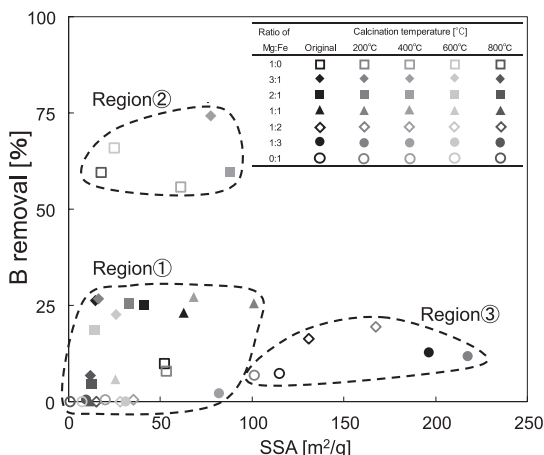 100
75
50
25
0
B removal [%]
0
50
100
150
200
250
SSA [m²/g]
Region②
Region①
Region③
Ratio of Mg:Fe
Calcination temperature [°C]
Original 200°C 400°C 600°C 800°C
1:0
3:1
2:1
1:1
1:2
1:3
0:1